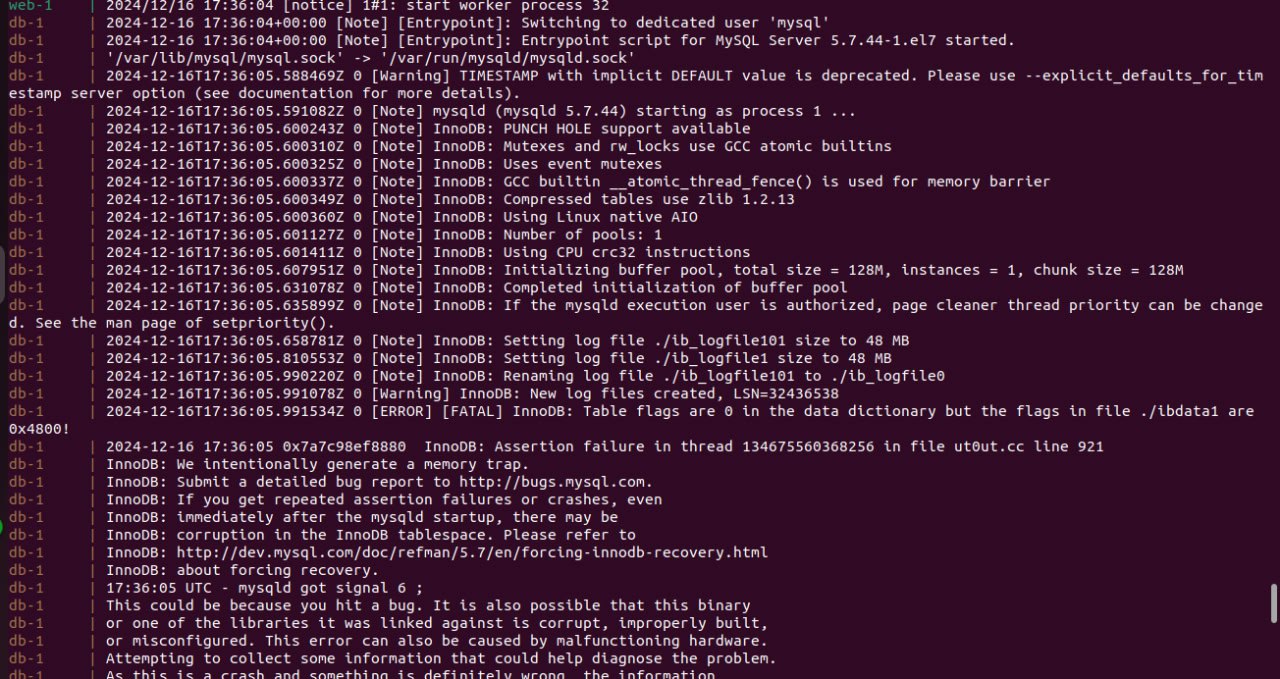 web-1    | 2024/12/16 17:36:04 [notice] 1#1: start worker process 32
db-1     | 2024-12-16 17:36:04+00:00 [Note] [Entrypoint]: Switching to dedicated user 'mysql'
db-1     | 2024-12-16 17:36:04+00:00 [Note] [Entrypoint]: Entrypoint script for MySQL Server 5.7.44-1.el7 started.
db-1     | '/var/lib/mysql/mysql.sock' -> '/var/run/mysqld/mysqld.sock'
db-1     | 2024-12-16T17:36:05.588469Z 0 [Warning] TIMESTAMP with implicit DEFAULT value is deprecated. Please use --explicit_defaults_for_tim
estamp server option (see documentation for more details).
db-1     | 2024-12-16T17:36:05.591082Z 0 [Note] mysqld (mysqld 5.7.44) starting as process 1 ...
db-1     | 2024-12-16T17:36:05.600243Z 0 [Note] InnoDB: PUNCH HOLE support available
db-1     | 2024-12-16T17:36:05.600310Z 0 [Note] InnoDB: Mutexes and rw_locks use GCC atomic builtins
db-1     | 2024-12-16T17:36:05.600325Z 0 [Note] InnoDB: Uses event mutexes
db-1     | 2024-12-16T17:36:05.600337Z 0 [Note] InnoDB: GCC builtin __atomic_thread_fence() is used for memory barrier
db-1     | 2024-12-16T17:36:05.600349Z 0 [Note] InnoDB: Compressed tables use zlib 1.2.13
db-1     | 2024-12-16T17:36:05.600360Z 0 [Note] InnoDB: Using Linux native AIO
db-1     | 2024-12-16T17:36:05.601127Z 0 [Note] InnoDB: Number of pools: 1
db-1     | 2024-12-16T17:36:05.601411Z 0 [Note] InnoDB: Using CPU crc32 instructions
db-1     | 2024-12-16T17:36:05.607951Z 0 [Note] InnoDB: Initializing buffer pool, total size = 128M, instances = 1, chunk size = 128M
db-1     | 2024-12-16T17:36:05.631078Z 0 [Note] InnoDB: Completed initialization of buffer pool
db-1     | 2024-12-16T17:36:05.635899Z 0 [Note] InnoDB: If the mysqld execution user is authorized, page cleaner thread priority can be change
d. See the man page of setpriority().
db-1     | 2024-12-16T17:36:05.658781Z 0 [Note] InnoDB: Setting log file ./ib_logfile101 size to 48 MB
db-1     | 2024-12-16T17:36:05.810553Z 0 [Note] InnoDB: Setting log file ./ib_logfile1 size to 48 MB
db-1     | 2024-12-16T17:36:05.990220Z 0 [Note] InnoDB: Renaming log file ./ib_logfile101 to ./ib_logfile0
db-1     | 2024-12-16T17:36:05.991078Z 0 [Warning] InnoDB: New log files created, LSN=32436538
db-1     | 2024-12-16T17:36:05.991534Z 0 [ERROR] [FATAL] InnoDB: Table flags are 0 in the data dictionary but the flags in file ./ibdata1 are
0x4800!
db-1     | 2024-12-16 17:36:05 0x7a7c98ef8880  InnoDB: Assertion failure in thread 134675560368256 in file ut0ut.cc line 921
db-1     | InnoDB: We intentionally generate a memory trap.
db-1     | InnoDB: Submit a detailed bug report to http://bugs.mysql.com.
db-1     | InnoDB: If you get repeated assertion failures or crashes, even
db-1     | InnoDB: immediately after the mysqld startup, there may be
db-1     | InnoDB: corruption in the InnoDB tablespace. Please refer to
db-1     | InnoDB: http://dev.mysql.com/doc/refman/5.7/en/forcing-innodb-recovery.html
db-1     | InnoDB: about forcing recovery.
db-1     | 17:36:05 UTC - mysqld got signal 6 ;
db-1     | This could be because you hit a bug. It is also possible that this binary
db-1     | or one of the libraries it was linked against is corrupt, improperly built,
db-1     | or misconfigured. This error can also be caused by malfunctioning hardware.
db-1     | Attempting to collect some information that could help diagnose the problem.
db-1     | As this is a crash and something is definitely wrong, the information